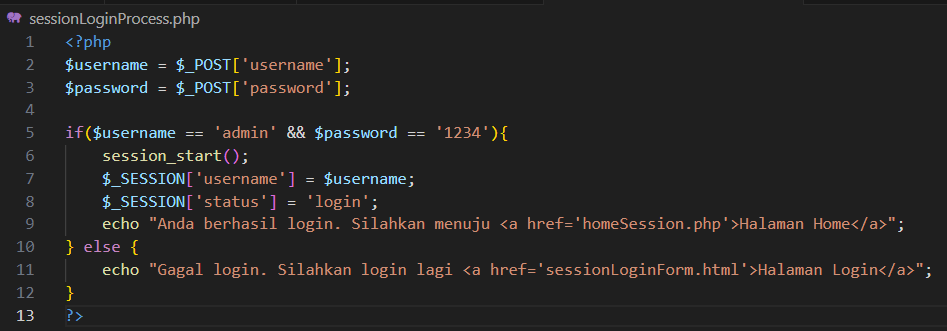 sessionLoginProcess.php
1 <?php
2 $username = $_POST['username'];
3 $password = $_POST['password'];
4
5 if($username == 'admin' && $password == '1234'){
6 session_start();
7 $_SESSION['username'] = $username;
8 $_SESSION['status'] = 'login';
9 echo "Anda berhasil login. Silahkan menuju <a href='homeSession.php'>Halaman Home</a>";
10 } else {
11 echo "Gagal login. Silahkan login lagi <a href='sessionLoginForm.html'>Halaman Login</a>";
12 }
13 ?>